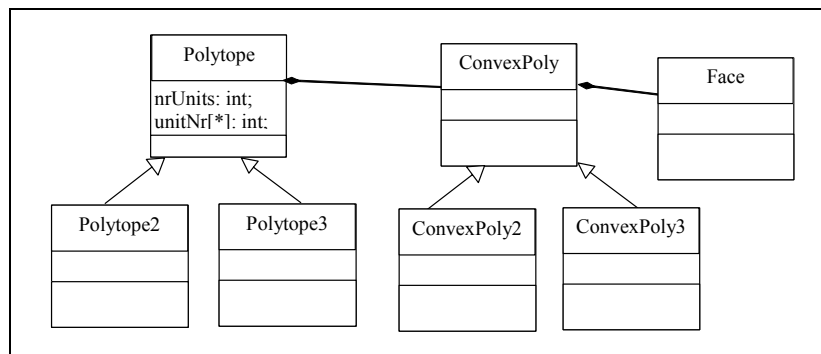 Polytope
nrUnits: int;
unitNr[*]: int;
ConvexPoly
Face
Polytope2
Polytope3
ConvexPoly2
ConvexPoly3